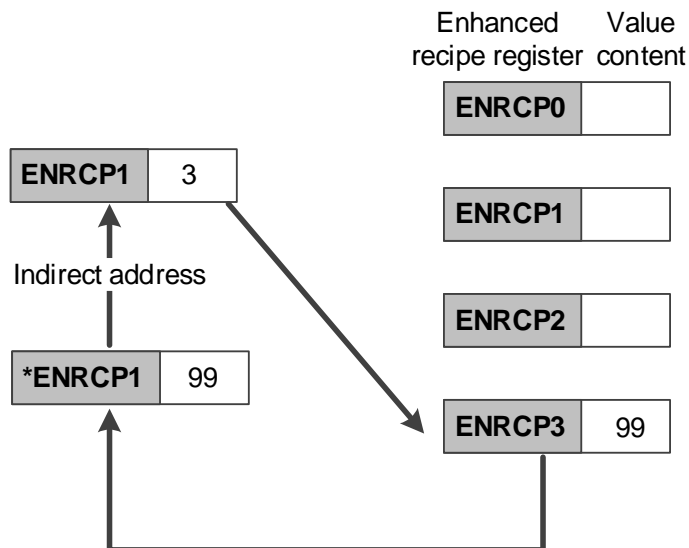 Enhanced Value
recipe register content
ENRCP0
ENRCP1 3
ENRCP1
Indirect address
ENRCP2
*ENRCP1 99
ENRCP3 99